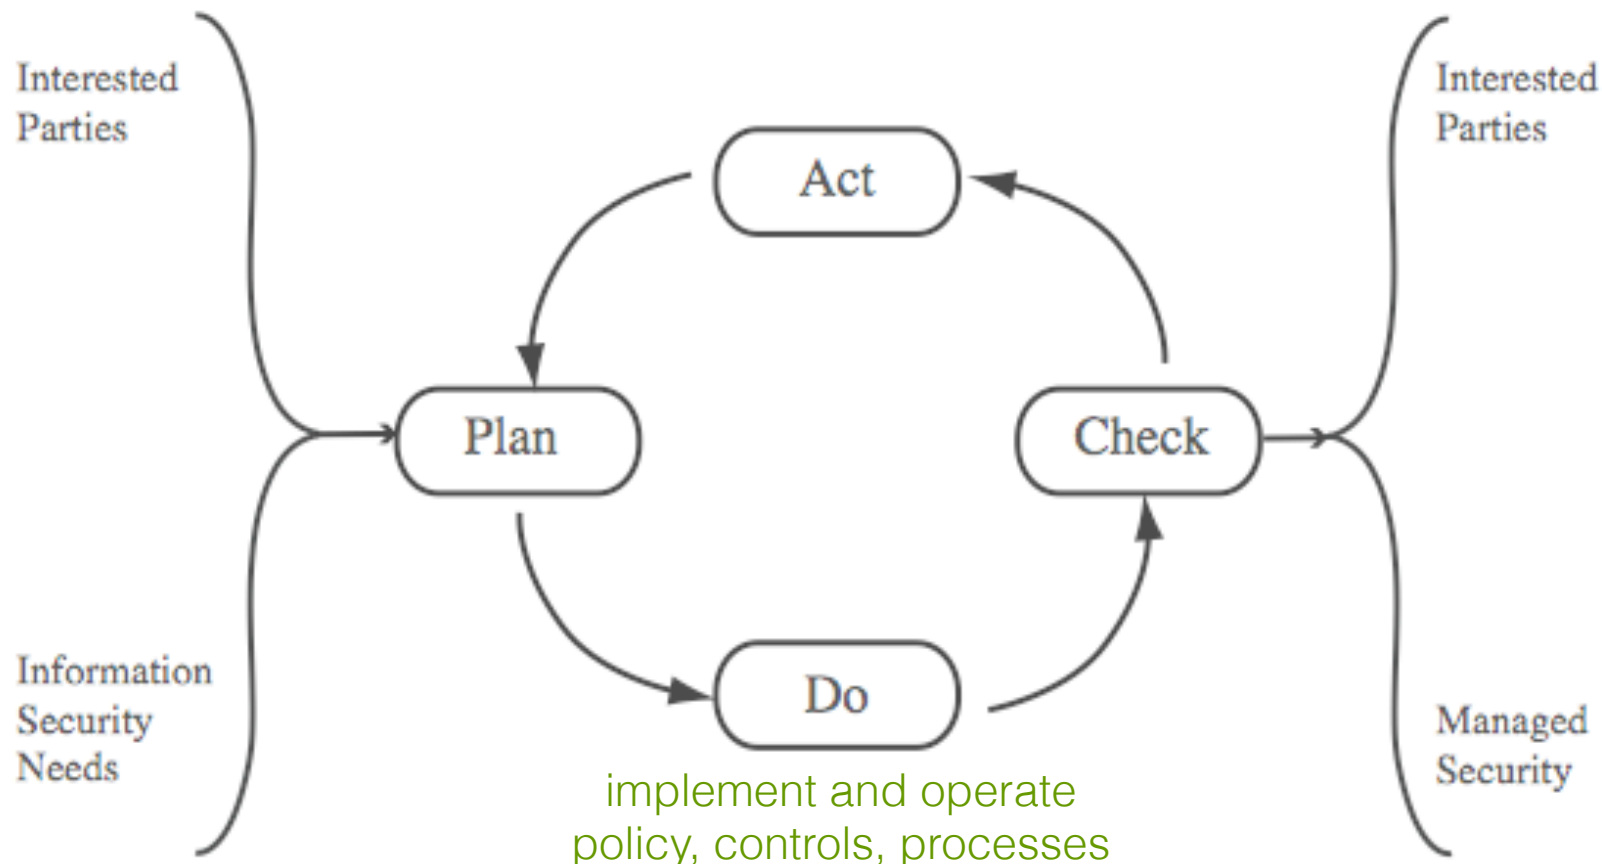 Interested
Parties
Information
Security
Needs
Act
Plan
Check
Do
implement and operate
policy, controls, processes
Interested
Parties
Managed
Security